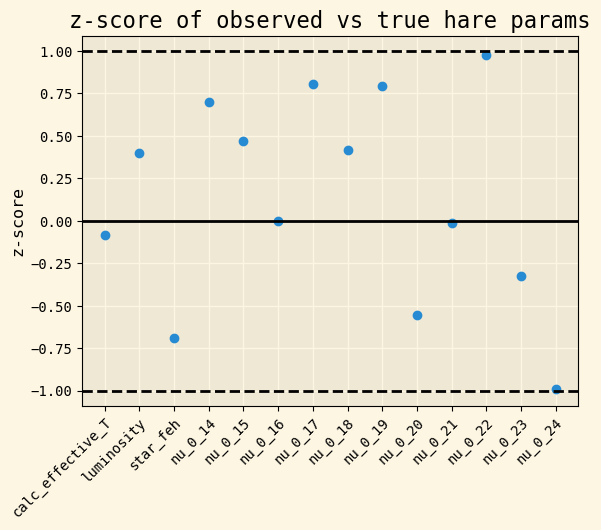 z-score of observed vs true hare params
1.00
0.75
0.50
0.25
0.00
−0.25
−0.50
−0.75
−1.00
z-score
calc_effective_T
luminosity
star_feh
nu_0_14
nu_0_15
nu_0_16
nu_0_17
nu_0_18
nu_0_19
nu_0_20
nu_0_21
nu_0_22
nu_0_23
nu_0_24